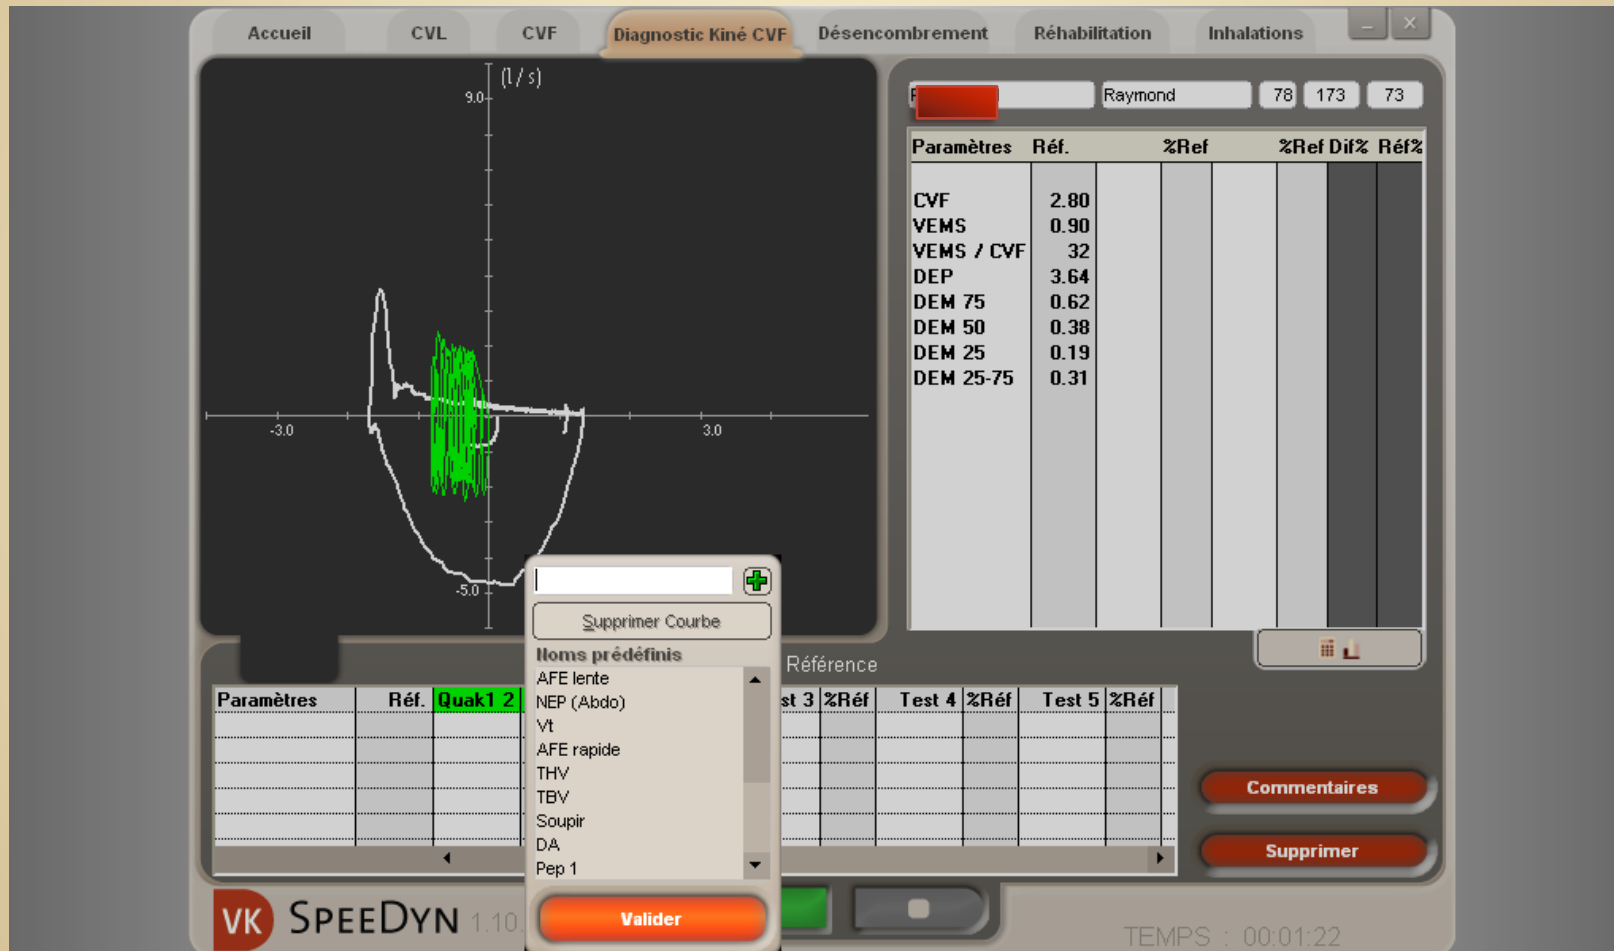 Accueil CVL CVF Diagnostic Kiné CVF Désencombrement Réhabilitation Inhalations
(l/s)
9.0
-3.0 3.0
-5.0
Raymond 78 173 73
Paramètres Réf. %Ref %Ref Dif% Réf%
CVF 2.80
VEMS 0.90
VEMS / CVF 32
DEP 3.64
DEM 75 0.62
DEM 50 0.38
DEM 25 0.19
DEM 25-75 0.31
Supprimer Courbe
Noms prédéfinis
AFE lente
NEP (Abdo)
Vt
AFE rapide
THV
TBV
Soupir
DA
Pep 1
Valider
Référence
Paramètres Réf. Quak1 2 st 3 %Réf Test 4 %Réf Test 5 %Réf
Commentaires
Supprimer
VK SPEEDYN 1.10.
TEMPS : 00:01:22